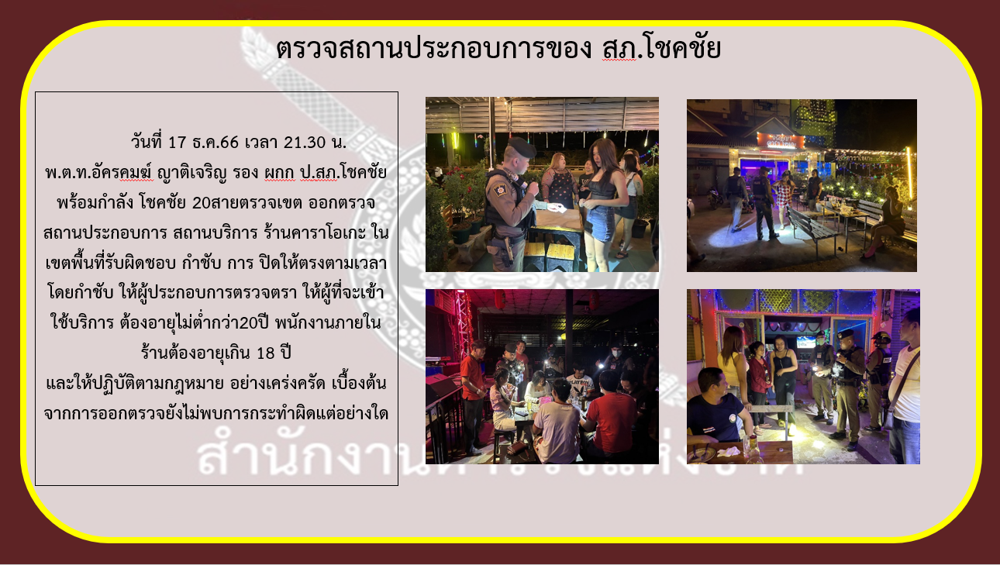 ตรวจสถานประกอบการของ สภ.โชคชัย
วันที่ 17 ธ.ค.66 เวลา 21.30 น.
พ.ต.ท.อัครคมฆ์ ญาติเจริญ รอง ผกก ป.สภ.โชคชัย
พร้อมกำลัง โชคชัย 20สายตรวจเขต ออกตรวจ
สถานประกอบการ สถานบริการ ร้านคาราโอเกะ ใน
เขตพื้นที่รับผิดชอบ กำชับ การ ปิดให้ตรงตามเวลา
โดยกำชับ ให้ผู้ประกอบการตรวจตรา ให้ผู้ที่จะเข้า
ใช้บริการ ต้องอายุไม่ต่ำกว่า20ปี พนักงานภายใน
ร้านต้องอายุเกิน 18 ปี
และให้ปฏิบัติตามกฎหมาย อย่างเคร่งครัด เบื้องต้น
จากการออกตรวจยังไม่พบการกระทำผิดแต่อย่างใด
สำนักงานตำรวจแห่งชาติ